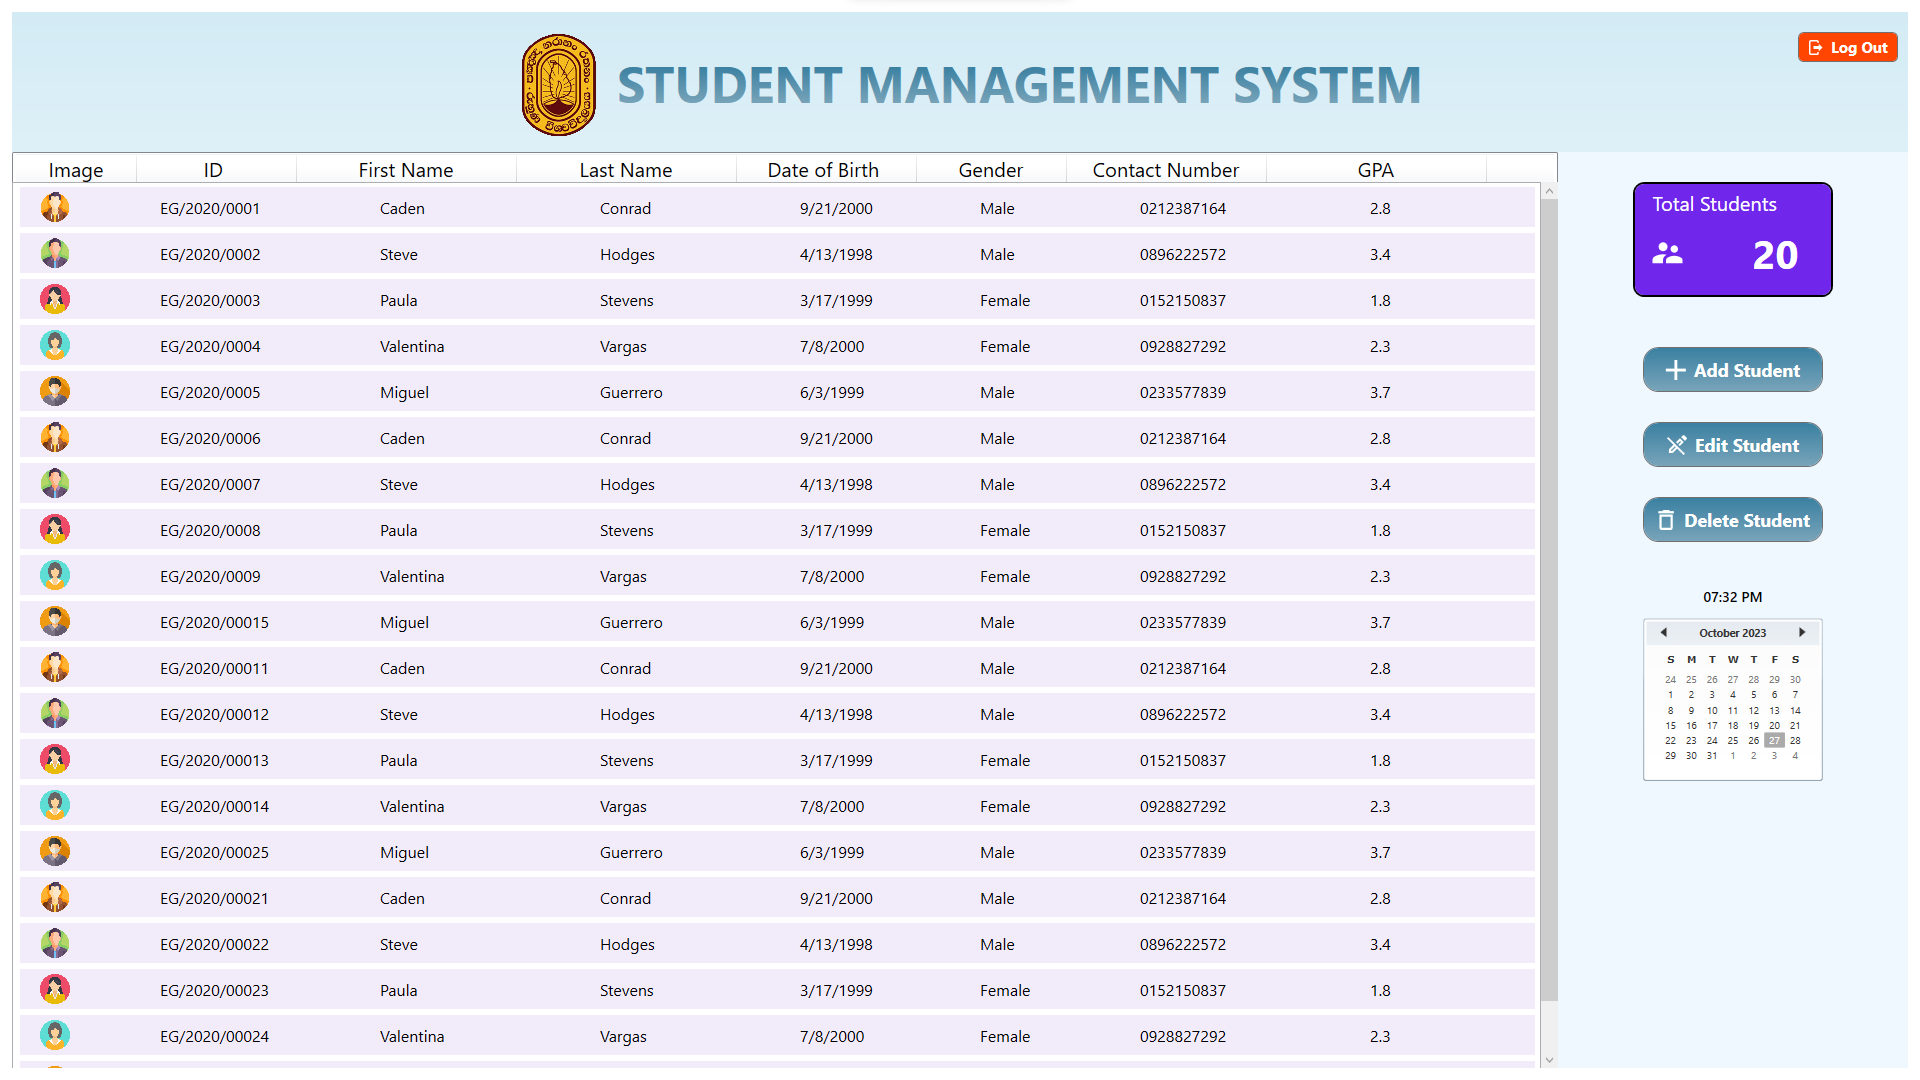 STUDENT MANAGEMENT SYSTEM
Log Out
Image ID First Name Last Name Date of Birth Gender Contact Number GPA
EG/2020/0001 Caden Conrad 9/21/2000 Male 0212387164 2.8
EG/2020/0002 Steve Hodges 4/13/1998 Male 0896222572 3.4
EG/2020/0003 Paula Stevens 3/17/1999 Female 0152150837 1.8
EG/2020/0004 Valentina Vargas 7/8/2000 Female 0928827292 2.3
EG/2020/0005 Miguel Guerrero 6/3/1999 Male 0233577839 3.7
EG/2020/0006 Caden Conrad 9/21/2000 Male 0212387164 2.8
EG/2020/0007 Steve Hodges 4/13/1998 Male 0896222572 3.4
EG/2020/0008 Paula Stevens 3/17/1999 Female 0152150837 1.8
EG/2020/0009 Valentina Vargas 7/8/2000 Female 0928827292 2.3
EG/2020/00015 Miguel Guerrero 6/3/1999 Male 0233577839 3.7
EG/2020/00011 Caden Conrad 9/21/2000 Male 0212387164 2.8
EG/2020/00012 Steve Hodges 4/13/1998 Male 0896222572 3.4
EG/2020/00013 Paula Stevens 3/17/1999 Female 0152150837 1.8
EG/2020/00014 Valentina Vargas 7/8/2000 Female 0928827292 2.3
EG/2020/00025 Miguel Guerrero 6/3/1999 Male 0233577839 3.7
EG/2020/00021 Caden Conrad 9/21/2000 Male 0212387164 2.8
EG/2020/00022 Steve Hodges 4/13/1998 Male 0896222572 3.4
EG/2020/00023 Paula Stevens 3/17/1999 Female 0152150837 1.8
EG/2020/00024 Valentina Vargas 7/8/2000 Female 0928827292 2.3
Total Students
20
Add Student
Edit Student
Delete Student
07:32 PM
October 2023
S M T W T F S
24 25 26 27 28 29 30
1 2 3 4 5 6 7
8 9 10 11 12 13 14
15 16 17 18 19 20 21
22 23 24 25 26 27 28
29 30 31 1 2 3 4